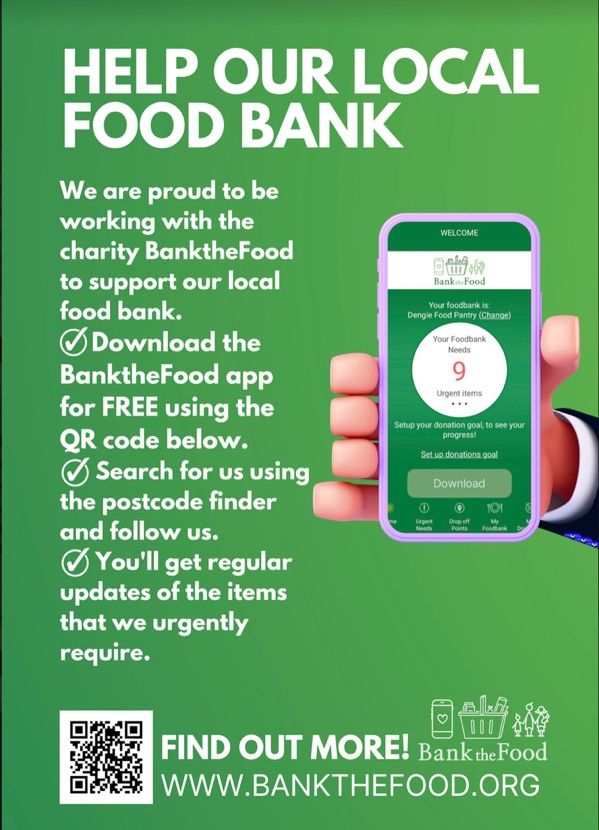 HELP OUR LOCAL
FOOD BANK
We are proud to be
working with the
charity BanktheFood
to support our local
food bank.
Download the
BanktheFood app
for FREE using the
QR code below.
Search for us using
the postcode finder
and follow us.
You'll get regular
updates of the items
that we urgently
require.
WELCOME
Bank the Food
Your foodbank is:
Dengie Food Pantry (Change)
Your Foodbank
Needs
9
Urgent items
Setup your donation goal, to see your
progress!
Set up donations goal
Download
Urgent
Needs
Drop off
Points
My
Foodbank
FIND OUT MORE!
Bank the Food
WWW.BANKTHEFOOD.ORG